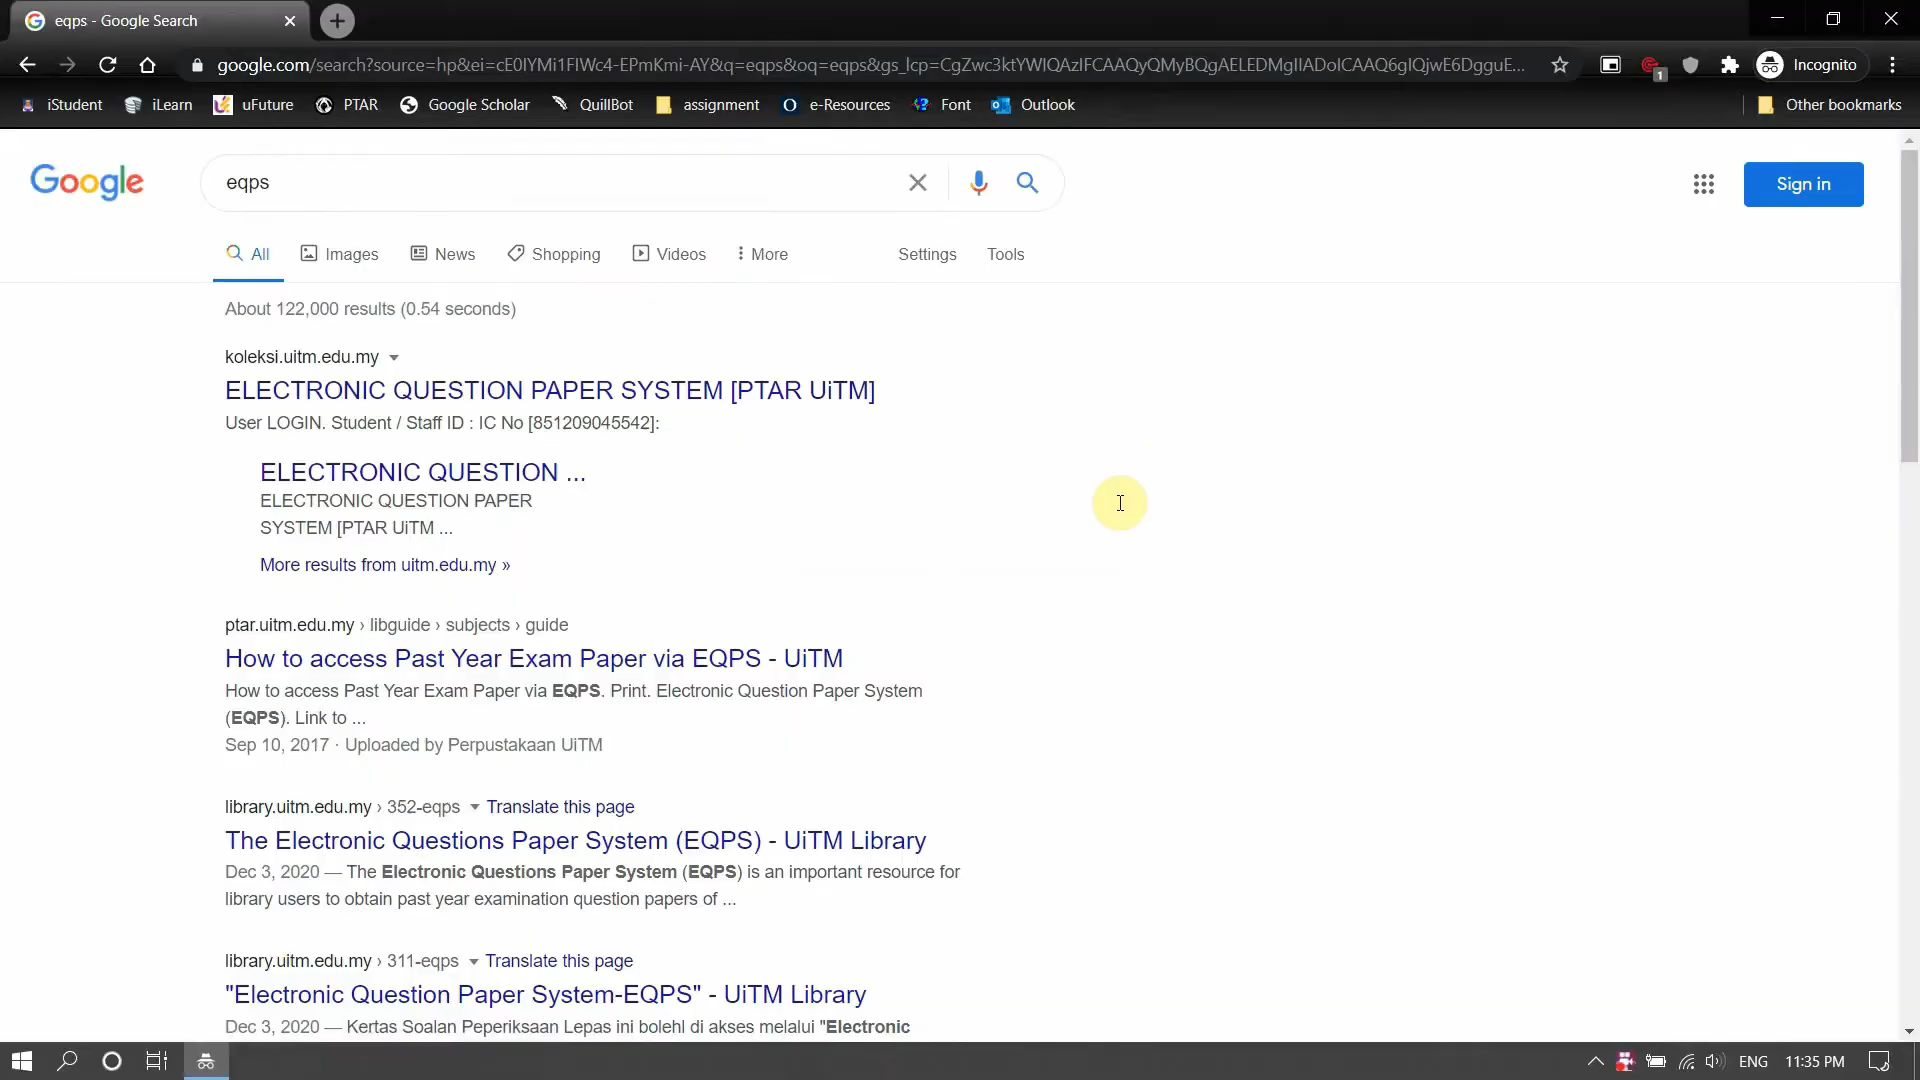 eqps - Google Search
google.com/search?source=hp&ei=cE0IYMi1FIWc4-EPmKmi-AY&q=eqps&oq=eqps&gs_lcp=CgZwc3ktYWIQAzIFCAAQyQMyBQgAELEDMgIIADoICAAQ6gIQjwE6DgguE...
1
Incognito
iStudent
iLearn
uFuture
PTAR
Google Scholar
QuillBot
assignment
e-Resources
Font
Outlook
Other bookmarks
Google
eqps
Sign in
All
Images
News
Shopping
Videos
More
Settings
Tools
About 122,000 results (0.54 seconds)
koleksi.uitm.edu.my
ELECTRONIC QUESTION PAPER SYSTEM [PTAR UiTM]
User LOGIN. Student / Staff ID : IC No [851209045542]:
ELECTRONIC QUESTION ...
ELECTRONIC QUESTION PAPER
SYSTEM [PTAR UiTM ...
More results from uitm.edu.my »
ptar.uitm.edu.my › libguide › subjects › guide
How to access Past Year Exam Paper via EQPS - UiTM
How to access Past Year Exam Paper via EQPS. Print. Electronic Question Paper System
(EQPS). Link to ...
Sep 10, 2017 · Uploaded by Perpustakaan UiTM
library.uitm.edu.my › 352-eqps Translate this page
The Electronic Questions Paper System (EQPS) - UiTM Library
Dec 3, 2020 — The Electronic Questions Paper System (EQPS) is an important resource for
library users to obtain past year examination question papers of ...
library.uitm.edu.my › 311-eqps Translate this page
"Electronic Question Paper System-EQPS" - UiTM Library
Dec 3, 2020 — Kertas Soalan Peperiksaan Lepas ini bolehl di akses melalui "Electronic
ENG
11:35 PM